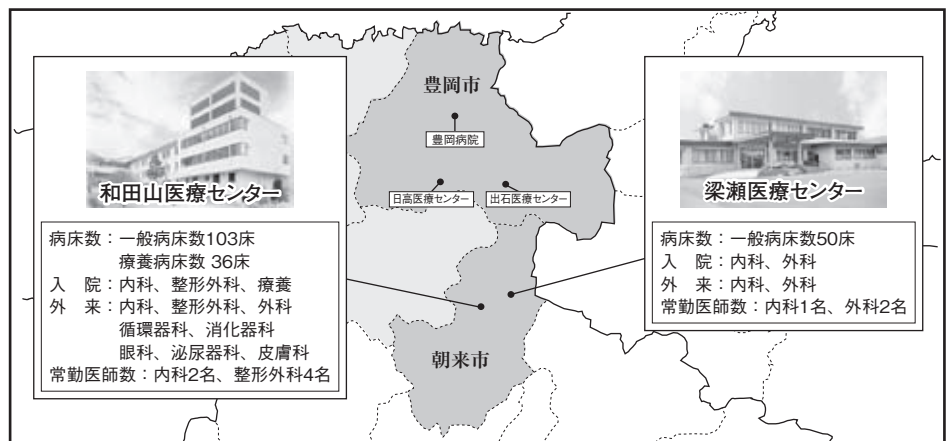 和田山医療センター
病床数：一般病床数103床
療養病床数 36床
入　院：内科、整形外科、療養
外　来：内科、整形外科、外科
循環器科、消化器科
眼科、泌尿器科、皮膚科
常勤医師数：内科2名、整形外科4名
豊岡市
豊岡病院
日高医療センター
出石医療センター
朝来市
梁瀬医療センター
病床数：一般病床数50床
入　院：内科、外科
外　来：内科、外科
常勤医師数：内科1名、外科2名